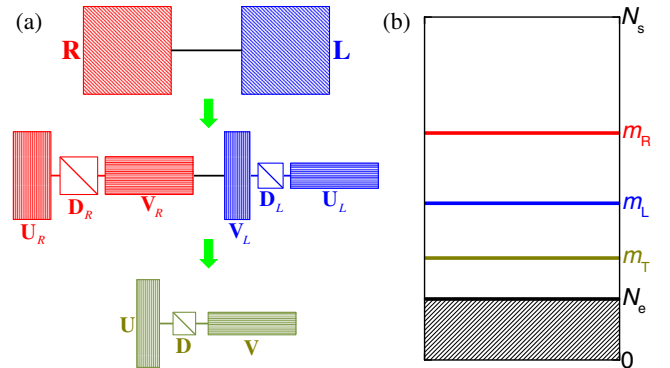 (a)
R
L
U_R
D_R
V_R
V_L
D_L
U_L
U
D
V
(b)
N_s
m_R
m_L
m_T
N_e
0